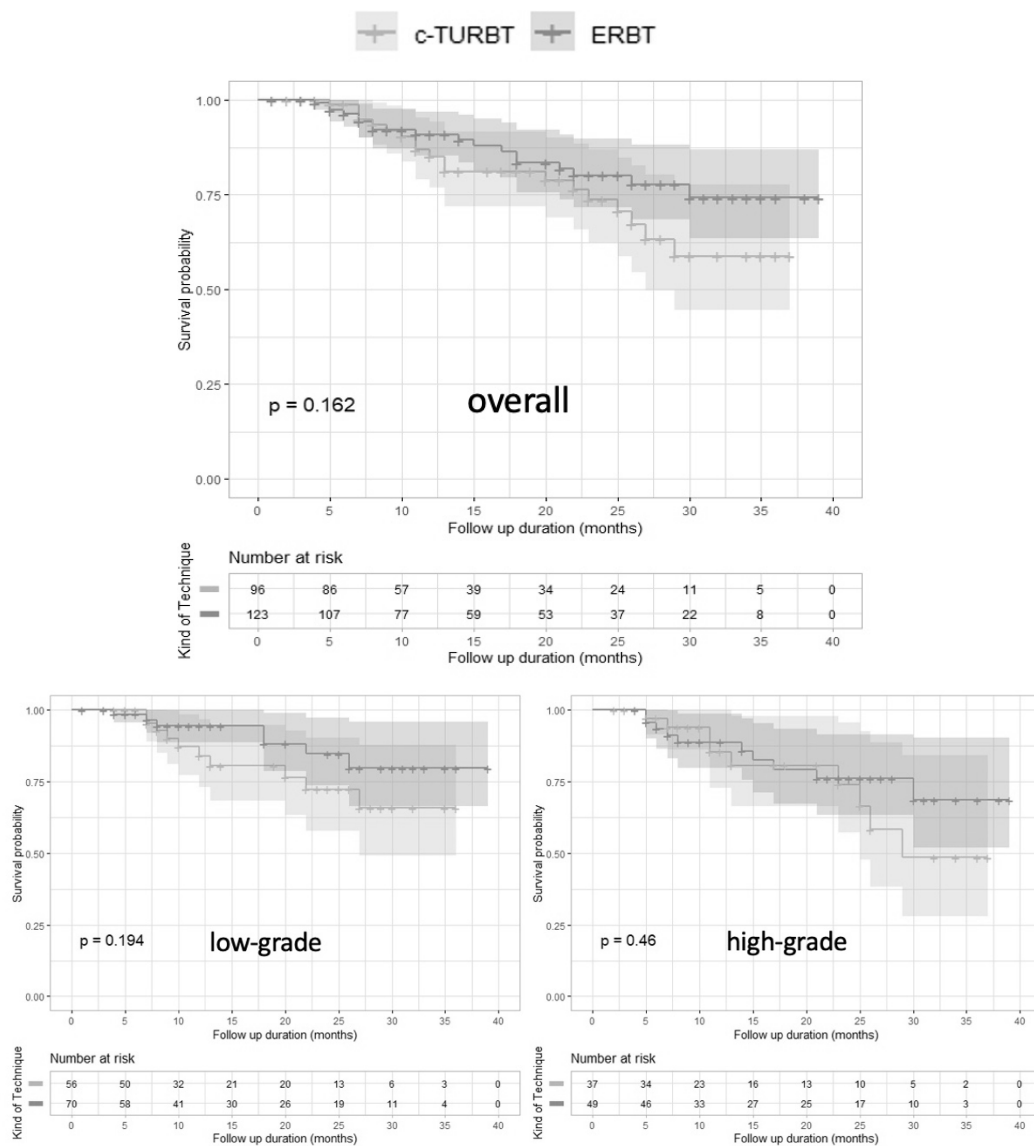 c-TURBT ERBT
1.00
0.75
0.50
0.25
0.00
Survival probability
p = 0.162 overall
0 5 10 15 20 25 30 35 40
Follow up duration (months)
Number at risk
Kind of Technique
96 86 57 39 34 24 11 5 0
123 107 77 59 53 37 22 8 0
0 5 10 15 20 25 30 35 40
Follow up duration (months)
1.00
0.75
0.50
0.25
0.00
Survival probability
p = 0.194 low-grade
0 5 10 15 20 25 30 35 40
Follow up duration (months)
Number at risk
Kind of Technique
56 50 32 21 20 13 6 3 0
70 58 41 30 26 19 11 4 0
0 5 10 15 20 25 30 35 40
Follow up duration (months)
1.00
0.75
0.50
0.25
0.00
Survival probability
p = 0.46 high-grade
0 5 10 15 20 25 30 35 40
Follow up duration (months)
Number at risk
Kind of Technique
37 34 23 16 13 10 5 2 0
49 46 33 27 25 17 10 3 0
0 5 10 15 20 25 30 35 40
Follow up duration (months)